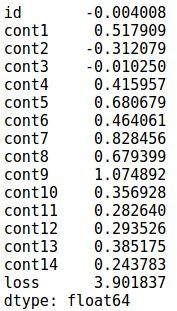 id -0.004008
cont1 0.517909
cont2 -0.312079
cont3 -0.010250
cont4 0.415957
cont5 0.680679
cont6 0.464061
cont7 0.828456
cont8 0.679399
cont9 1.074892
cont10 0.356928
cont11 0.282640
cont12 0.293526
cont13 0.385175
cont14 0.243783
loss 3.901837
dtype: float64